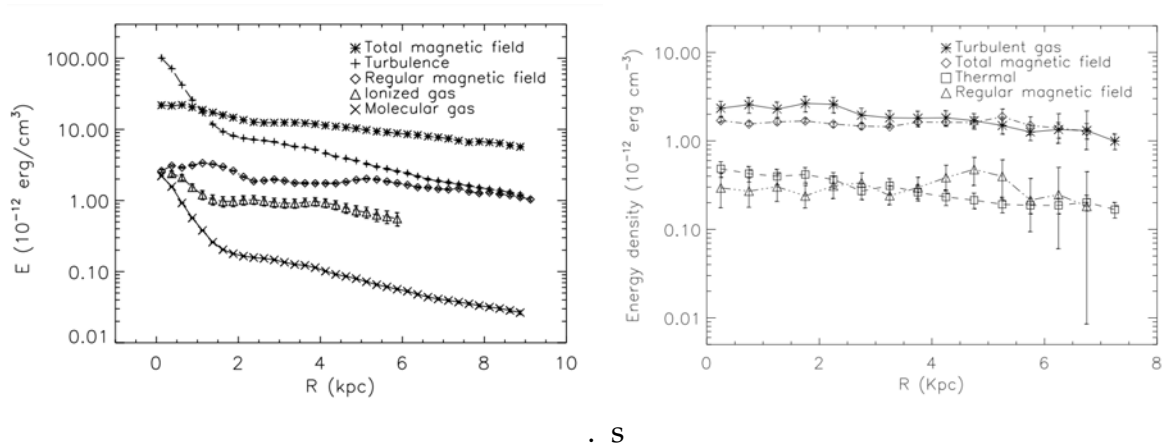 100.00
10.00
1.00
0.10
0.01
E (10⁻¹² erg/cm³)
Total magnetic field
Turbulence
Regular magnetic field
Ionized gas
Molecular gas
0 2 4 6 8 10
R (kpc)
10.00
1.00
0.10
0.01
Energy density (10⁻¹² erg cm⁻³)
Turbulent gas
Total magnetic field
Thermal
Regular magnetic field
0 2 4 6 8
R (Kpc)
. s